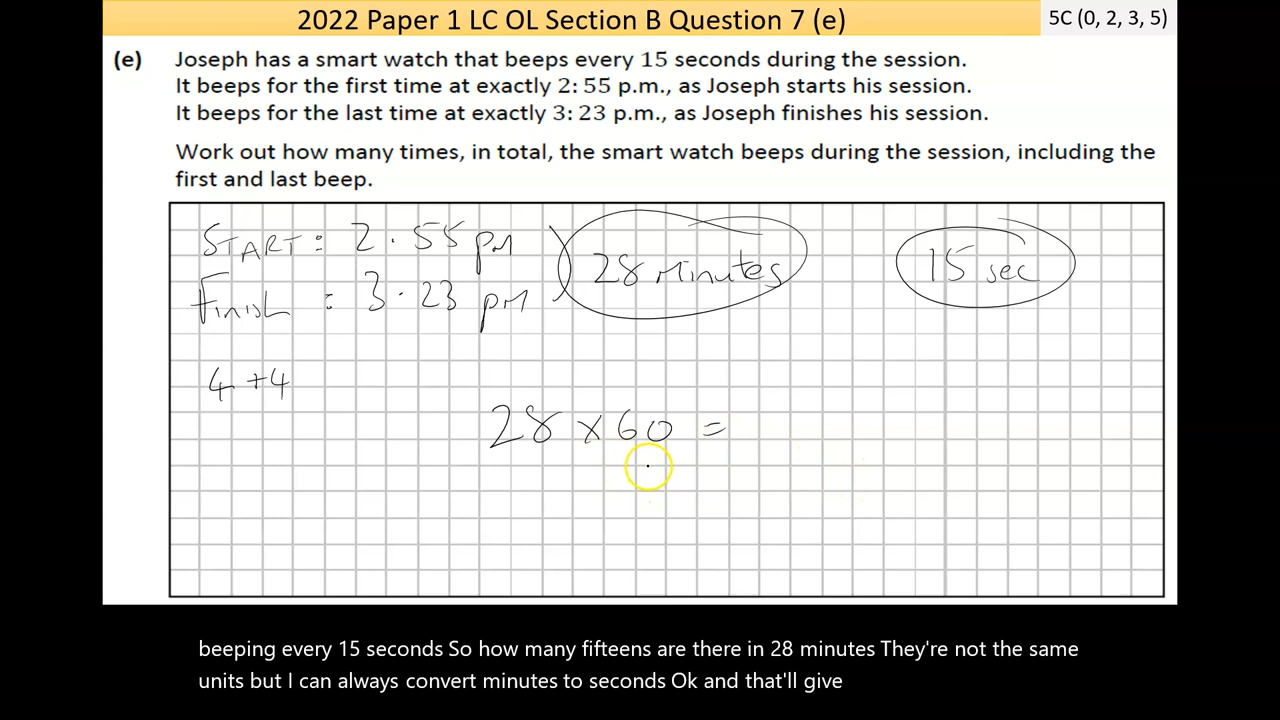 2022 Paper 1 LC OL Section B Question 7 (e)
5C (0, 2, 3, 5)
(e) Joseph has a smart watch that beeps every 15 seconds during the session.
It beeps for the first time at exactly 2: 55 p.m., as Joseph starts his session.
It beeps for the last time at exactly 3: 23 p.m., as Joseph finishes his session.
Work out how many times, in total, the smart watch beeps during the session, including the
first and last beep.
START : 2.55 pm
28 Minutes
15 sec
Finish : 3.23 pm
4 +4
28 x 60 =
beeping every 15 seconds So how many fifteens are there in 28 minutes They're not the same
units but I can always convert minutes to seconds Ok and that'll give